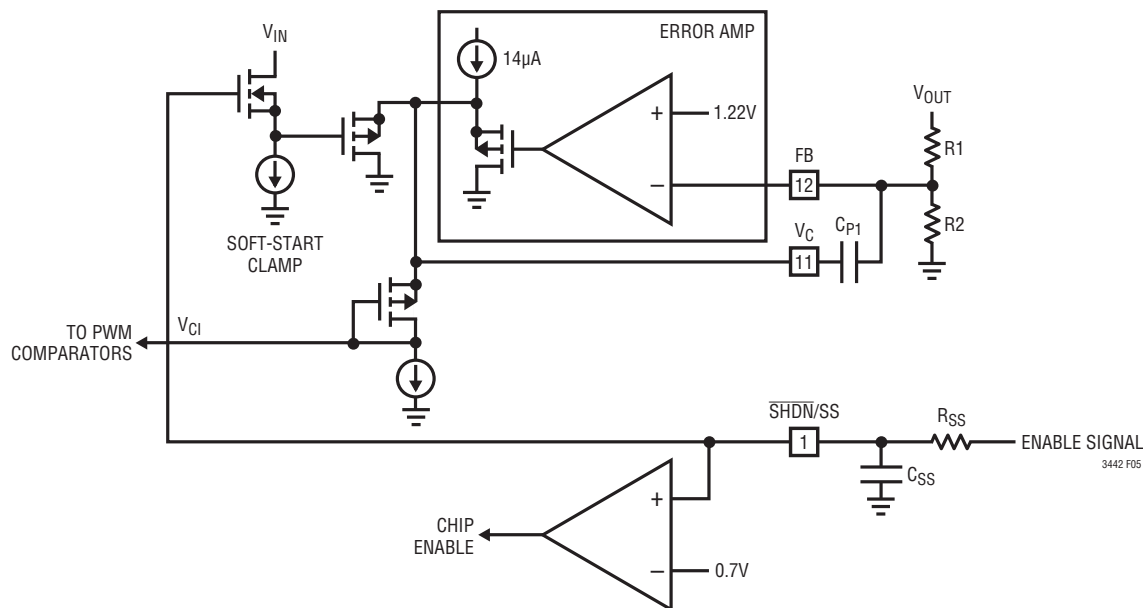 ERROR AMP
V_IN
14µA
+
1.22V
V_OUT
R1
FB
12
–
R2
V_C
C_P1
11
SOFT-START
CLAMP
V_CI
TO PWM
COMPARATORS
SHDN/SS
1
R_SS
ENABLE SIGNAL
3442 F05
C_SS
+
CHIP
ENABLE
–
0.7V